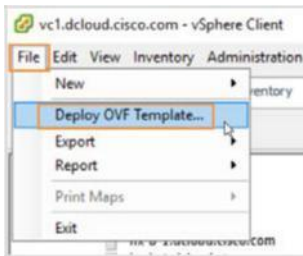 vc1.dcloud.cisco.com - vSphere Client
File Edit View Inventory Administration
New
Inventory
Deploy OVF Template...
Export
Report
Print Maps
Exit